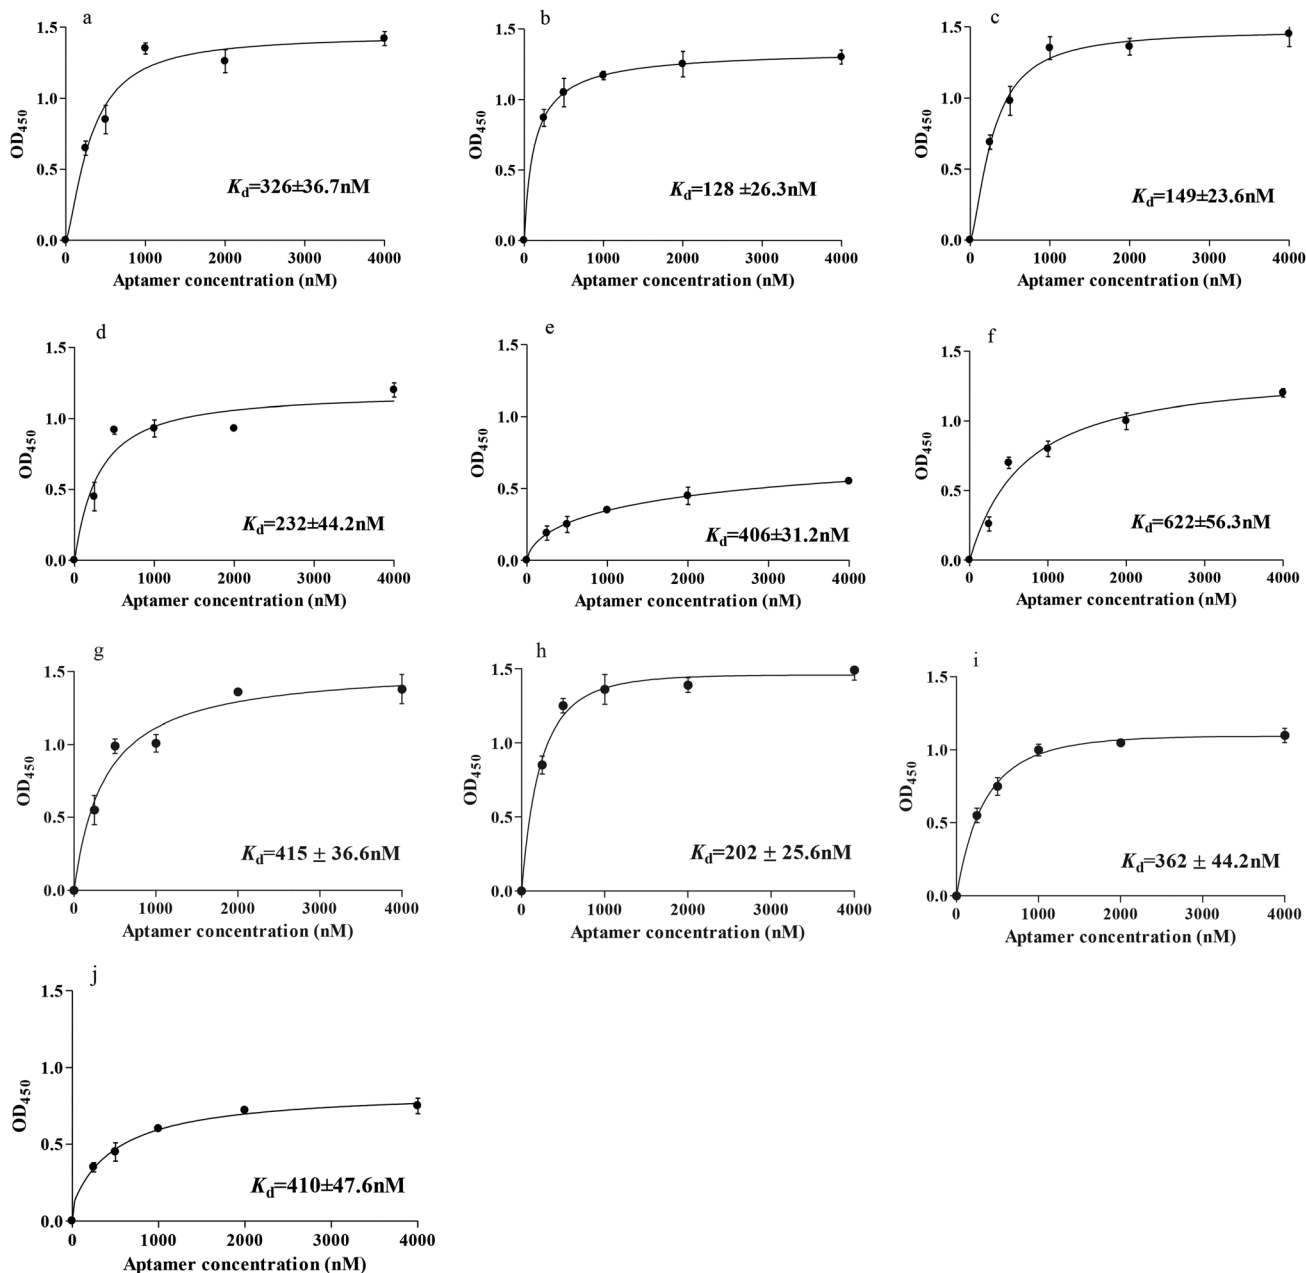 a
1.5
1.0
0.5
0.0
OD450
Kd=326±36.7nM
0 1000 2000 3000 4000
Aptamer concentration (nM)
b
1.5
1.0
0.5
0.0
OD450
Kd=128 ±26.3nM
0 1000 2000 3000 4000
Aptamer concentration (nM)
c
1.5
1.0
0.5
0.0
OD450
Kd=149±23.6nM
0 1000 2000 3000 4000
Aptamer concentration (nM)
d
1.5
1.0
0.5
0.0
OD450
Kd=232±44.2nM
0 1000 2000 3000 4000
Aptamer concentration (nM)
e
1.5
1.0
0.5
0.0
OD450
Kd=406±31.2nM
0 1000 2000 3000 4000
Aptamer concentration (nM)
f
1.5
1.0
0.5
0.0
OD450
Kd=622±56.3nM
0 1000 2000 3000 4000
Aptamer concentration (nM)
g
1.5
1.0
0.5
0.0
OD450
Kd=415 ± 36.6nM
0 1000 2000 3000 4000
Aptamer concentration (nM)
h
1.5
1.0
0.5
0.0
OD450
Kd=202 ± 25.6nM
0 1000 2000 3000 4000
Aptamer concentration (nM)
i
1.5
1.0
0.5
0.0
OD450
Kd=362 ± 44.2nM
0 1000 2000 3000 4000
Aptamer concentration (nM)
j
1.5
1.0
0.5
0.0
OD450
Kd=410±47.6nM
0 1000 2000 3000 4000
Aptamer concentration (nM)